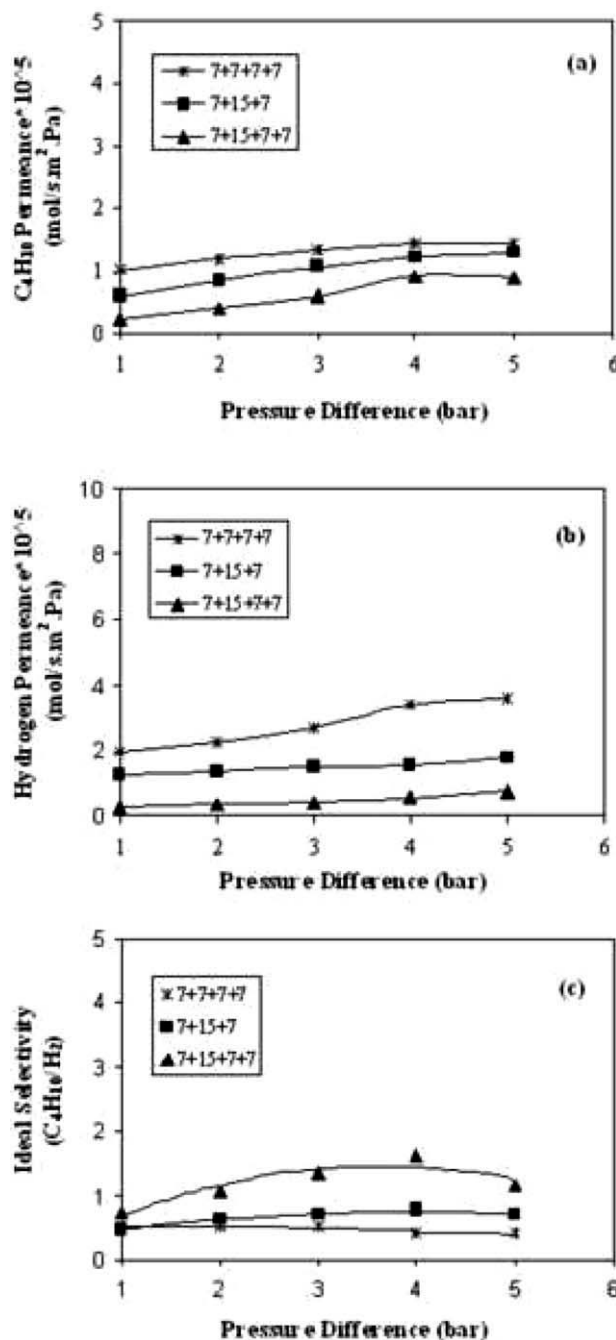 C₄H₁₀ Permeance*10^5
(mol/s.m².Pa)
5
4
3
2
1
0
7+7+7+7
7+15+7
7+15+7+7
(a)
1 2 3 4 5 6
Pressure Difference (bar)
Hydrogen Permeance*10^5
(mol/s.m².Pa)
10
8
6
4
2
0
7+7+7+7
7+15+7
7+15+7+7
(b)
1 2 3 4 5 6
Pressure Difference (bar)
Ideal Selectivity
(C₄H₁₀/H₂)
5
4
3
2
1
0
7+7+7+7
7+15+7
7+15+7+7
(c)
1 2 3 4 5 6
Pressure Difference (bar)